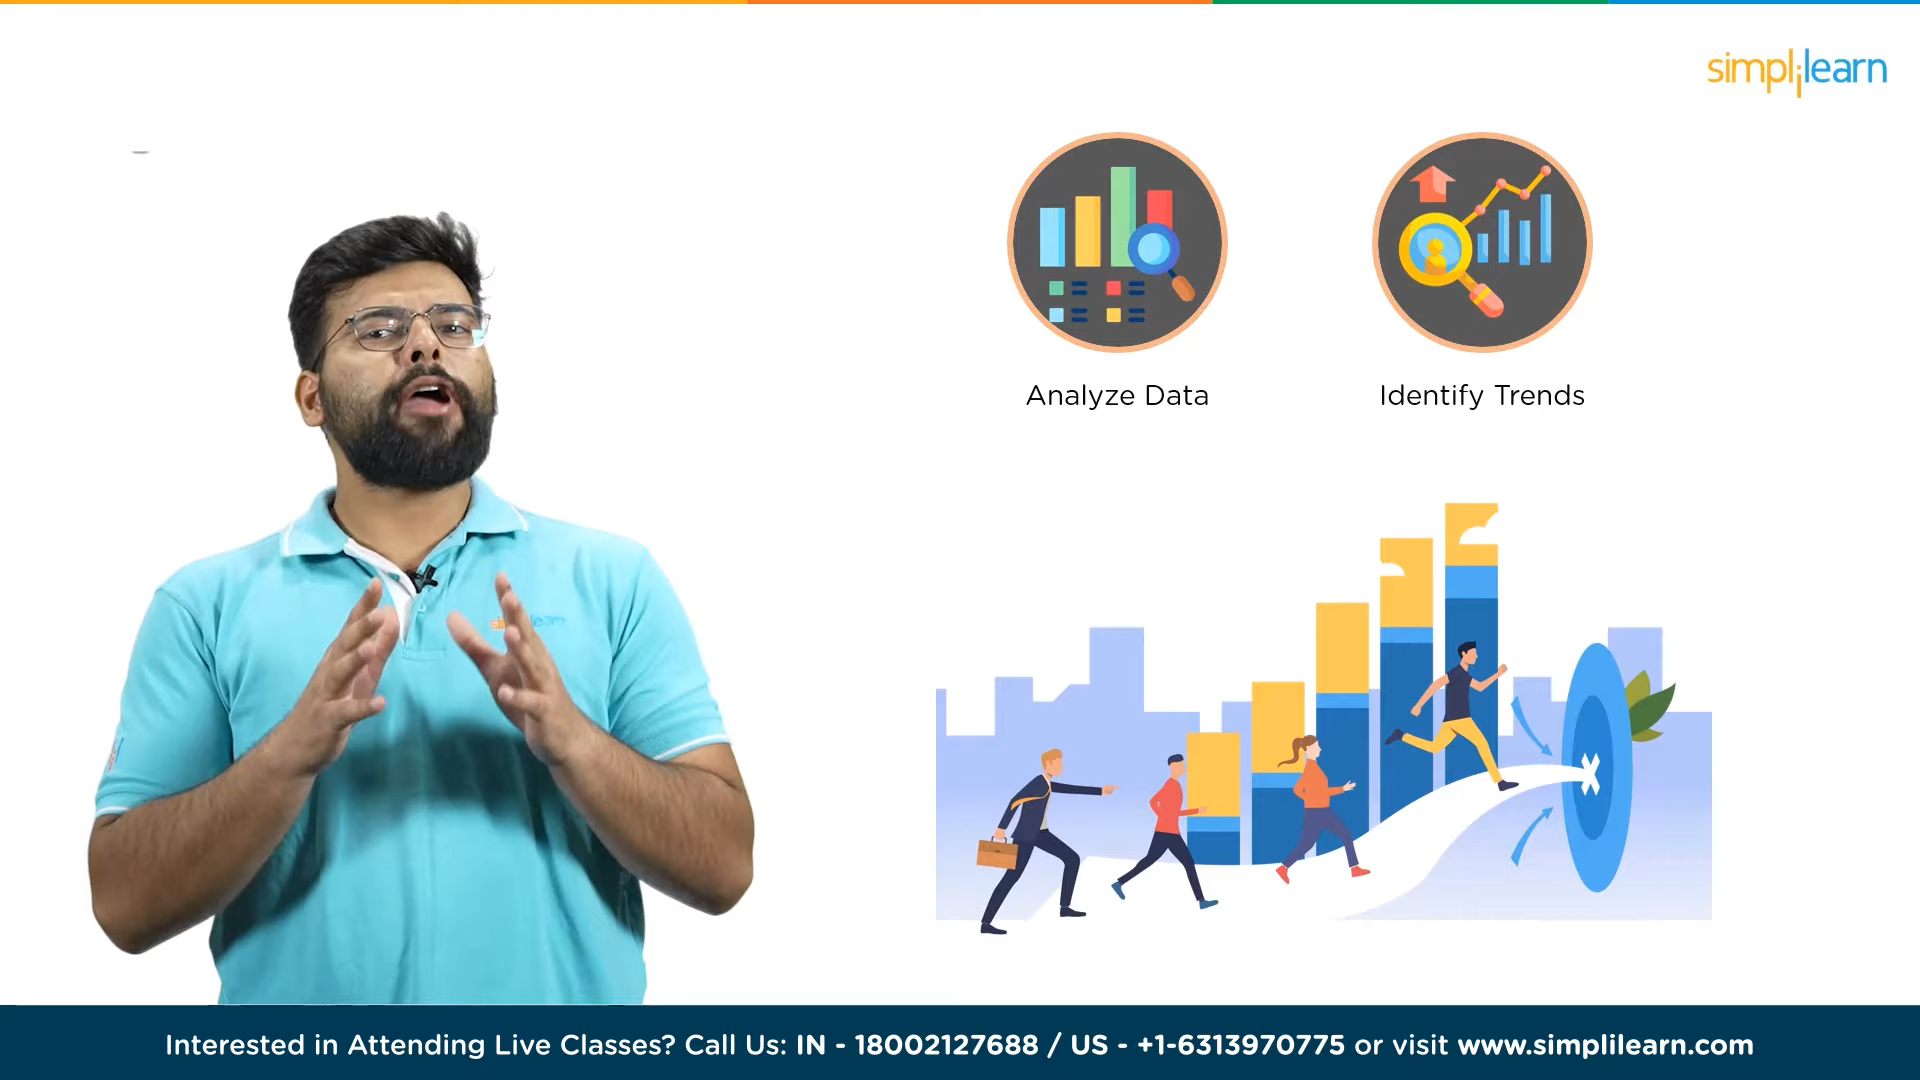 simplilearn
Analyze Data
Identify Trends
simplilearn
Interested in Attending Live Classes? Call Us: IN - 18002127688 / US - +1-6313970775 or visit www.simplilearn.com